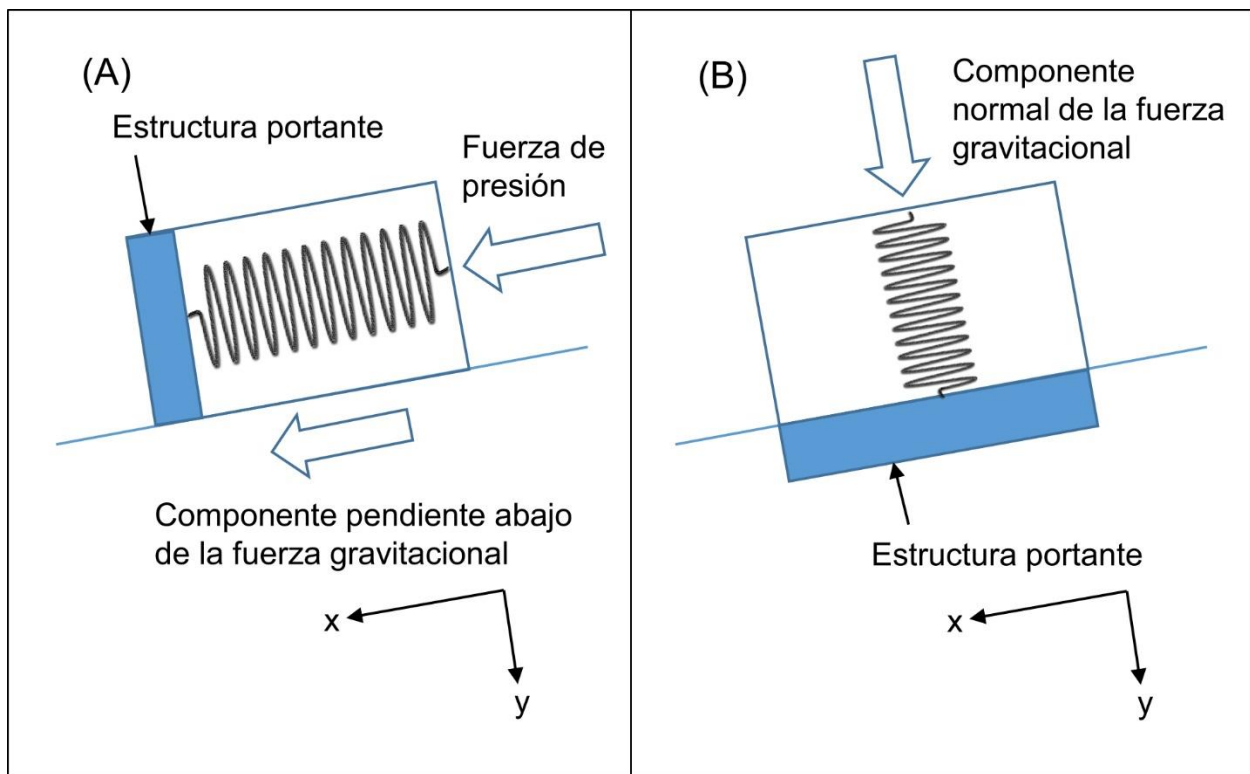 (A)
Estructura portante
Fuerza de
presión
Componente pendiente abajo
de la fuerza gravitacional
x
y
(B)
Componente
normal de la fuerza
gravitacional
Estructura portante
x
y